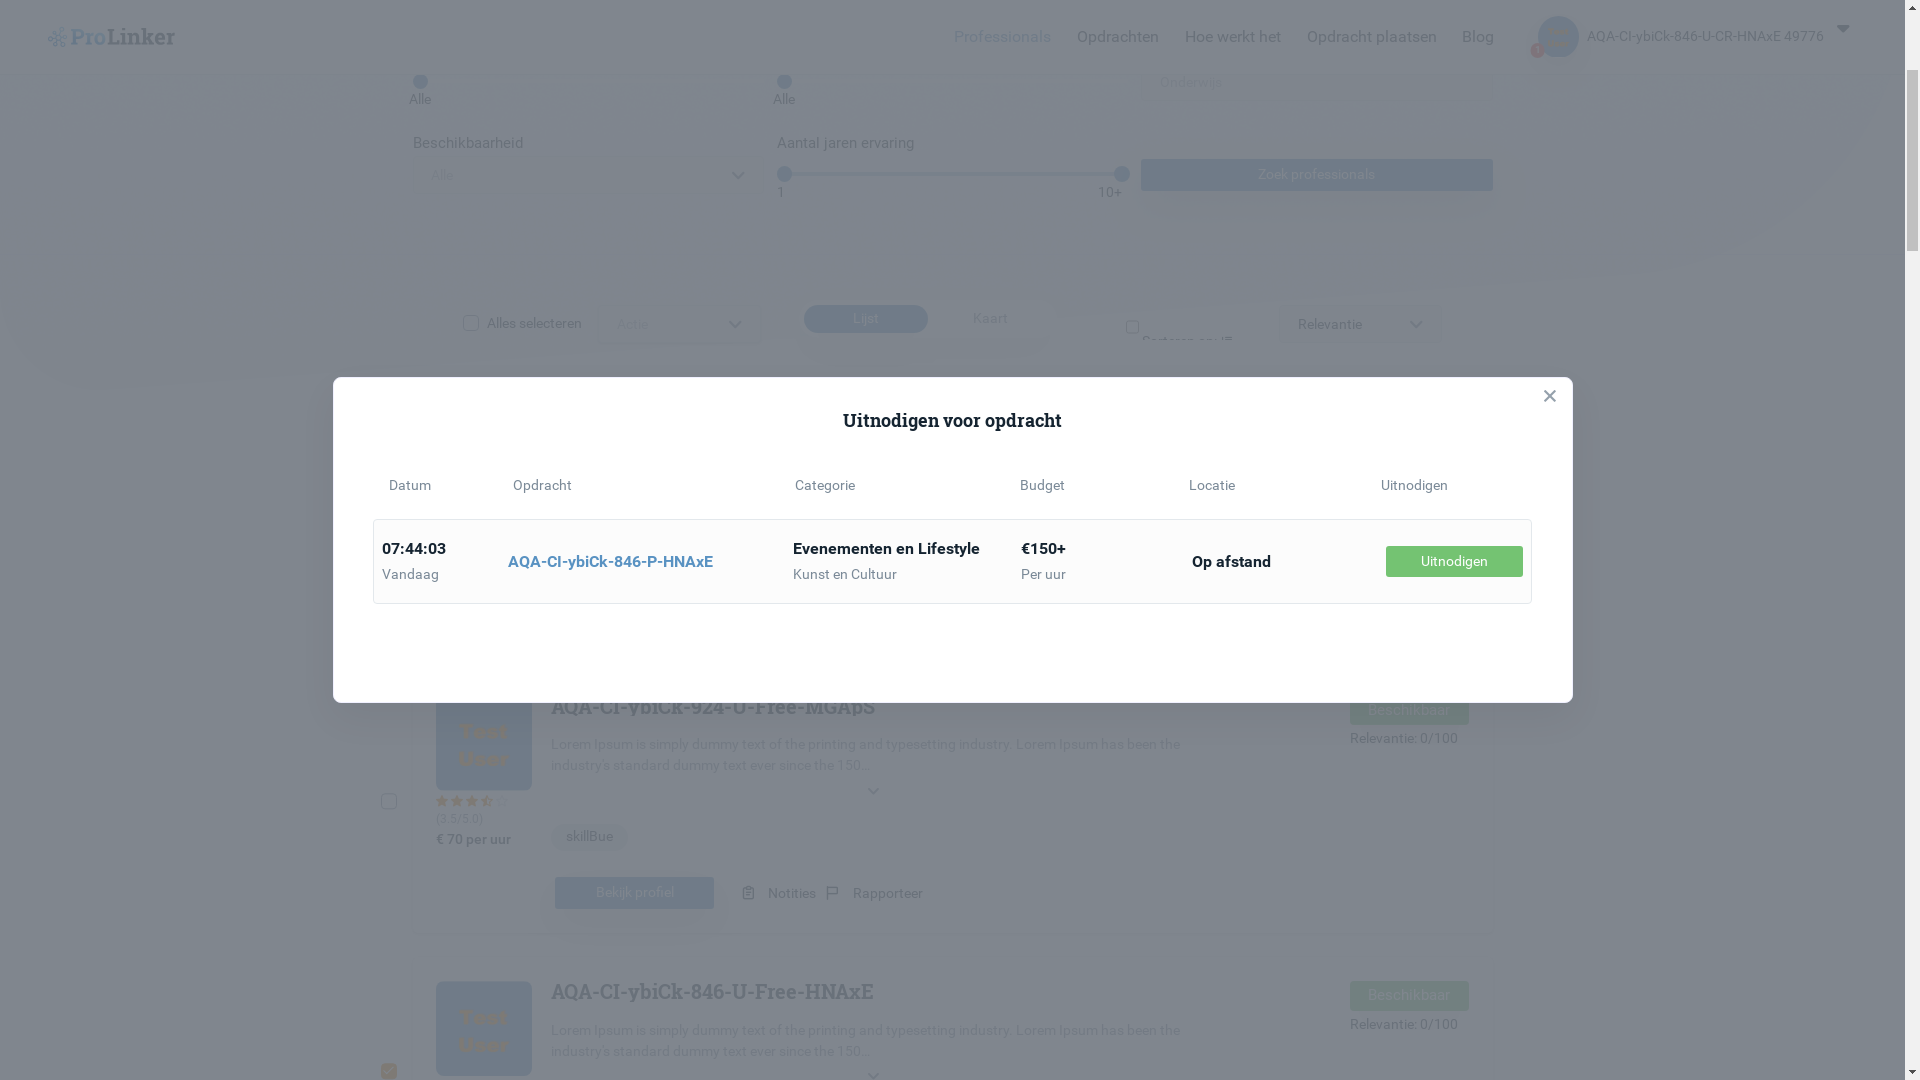 ProLinker
Professionals
Opdrachten
Hoe werkt het
Opdracht plaatsen
Blog
1
AQA-CI-ybiCk-846-U-CR-HNAxE 49776
Alle
Alle
Onderwijs
Beschikbaarheid
Aantal jaren ervaring
Alle
Zoek professionals
1
10+
Alles selecteren
Actie
Lijst
Kaart
Relevantie
Uitnodigen voor opdracht
Datum
Opdracht
Categorie
Budget
Locatie
Uitnodigen
07:44:03
Vandaag
AQA-CI-ybiCk-846-P-HNAxE
Evenementen en Lifestyle
Kunst en Cultuur
€150+
Per uur
Op afstand
Uitnodigen
AQA-CI-ybiCk-924-U-Free-MGApS
Beschikbaar
Relevantie: 0/100
Lorem Ipsum is simply dummy text of the printing and typesetting industry. Lorem Ipsum has been the
industry's standard dummy text ever since the 150...
Test
User
(3.5/5.0)
€ 70 per uur
skillBue
Bekijk profiel
Notities
Rapporteer
AQA-CI-ybiCk-846-U-Free-HNAxE
Beschikbaar
Relevantie: 0/100
Lorem Ipsum is simply dummy text of the printing and typesetting industry. Lorem Ipsum has been the
industry's standard dummy text ever since the 150...
Test
User